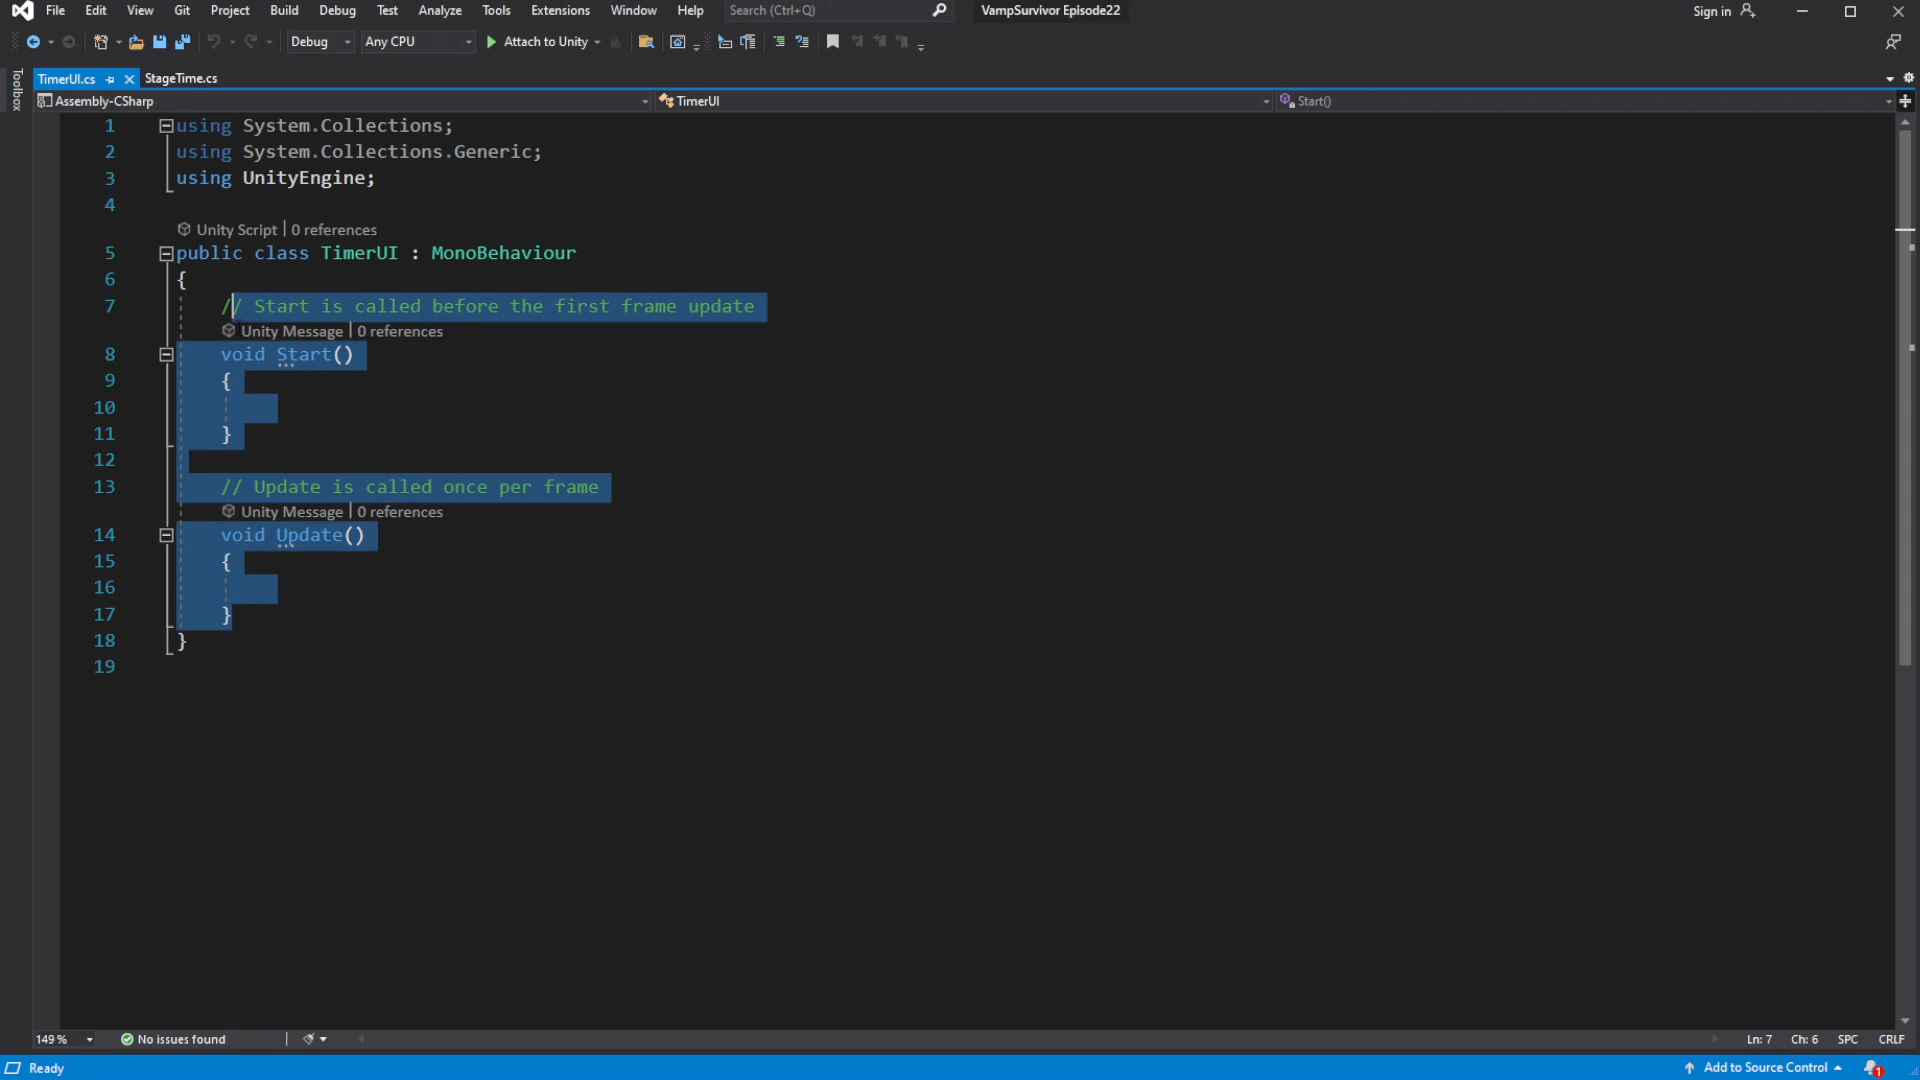 File Edit View Git Project Build Debug Test Analyze Tools Extensions Window Help Search (Ctrl+Q) VampSurvivor Episode22 Sign in
Debug Any CPU Attach to Unity
Toolbox
TimerUI.cs StageTime.cs
Assembly-CSharp TimerUI Start()
1 using System.Collections;
2 using System.Collections.Generic;
3 using UnityEngine;
4
Unity Script | 0 references
5 public class TimerUI : MonoBehaviour
6 {
7 // Start is called before the first frame update
Unity Message | 0 references
8 void Start()
9 {
10
11 }
12
13 // Update is called once per frame
Unity Message | 0 references
14 void Update()
15 {
16
17 }
18 }
19
149 % No issues found Ln: 7 Ch: 6 SPC CRLF
Ready Add to Source Control 1